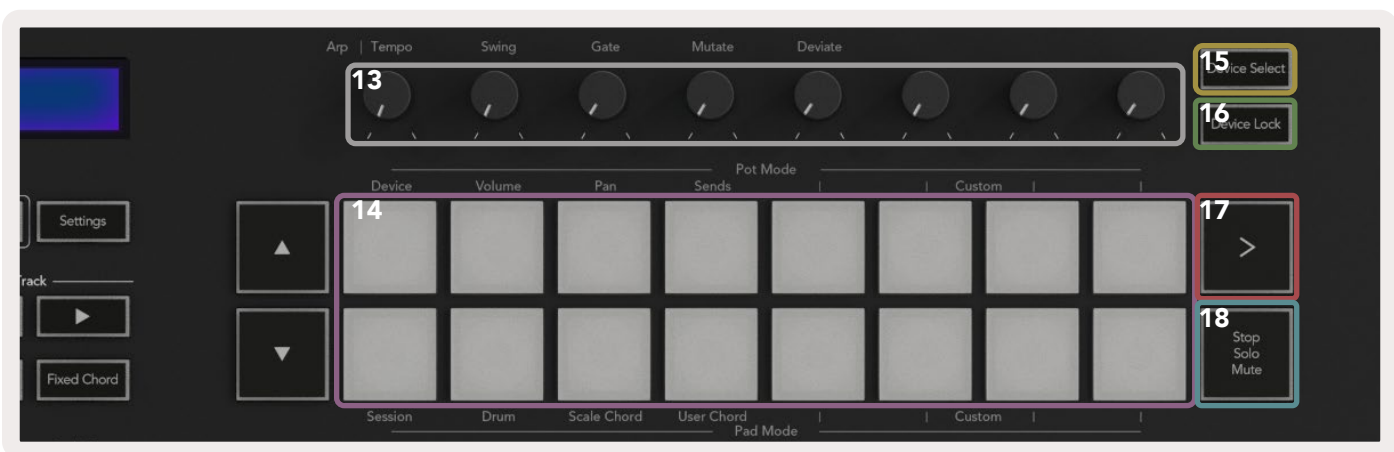 Arp | Tempo Swing Gate Mutate Deviate
13
15
Device Select
16
Device Lock
Pot Mode
Device Volume Pan Sends | | Custom | |
14
17
Settings
>
Track
18
Stop
Solo
Mute
Fixed Chord
Session Drum Scale Chord User Chord | | Custom | |
Pad Mode